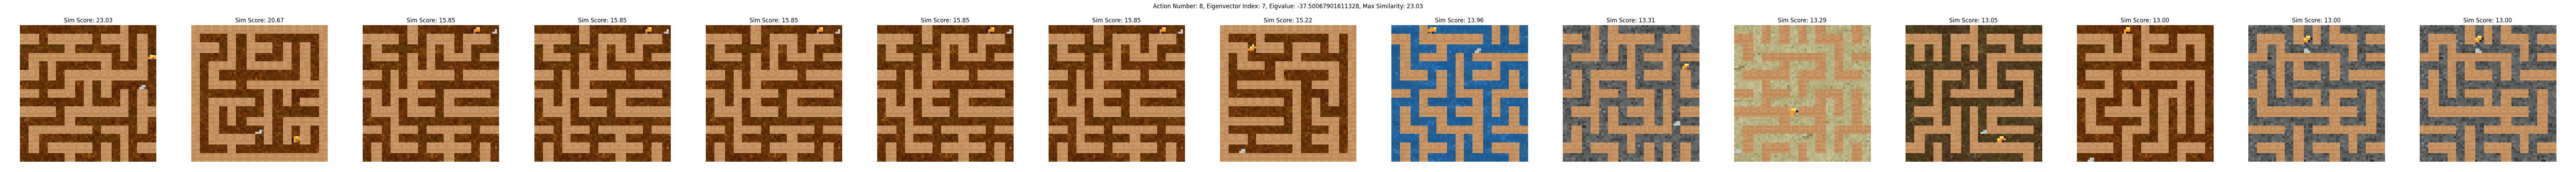 Action Number: 8, Eigenvector Index: 7, Eigvalue: -37.50067901611328, Max Similarity: 23.03
Sim Score: 23.03
Sim Score: 20.67
Sim Score: 15.85
Sim Score: 15.85
Sim Score: 15.85
Sim Score: 15.85
Sim Score: 15.85
Sim Score: 15.22
Sim Score: 13.96
Sim Score: 13.31
Sim Score: 13.29
Sim Score: 13.05
Sim Score: 13.00
Sim Score: 13.00
Sim Score: 13.00